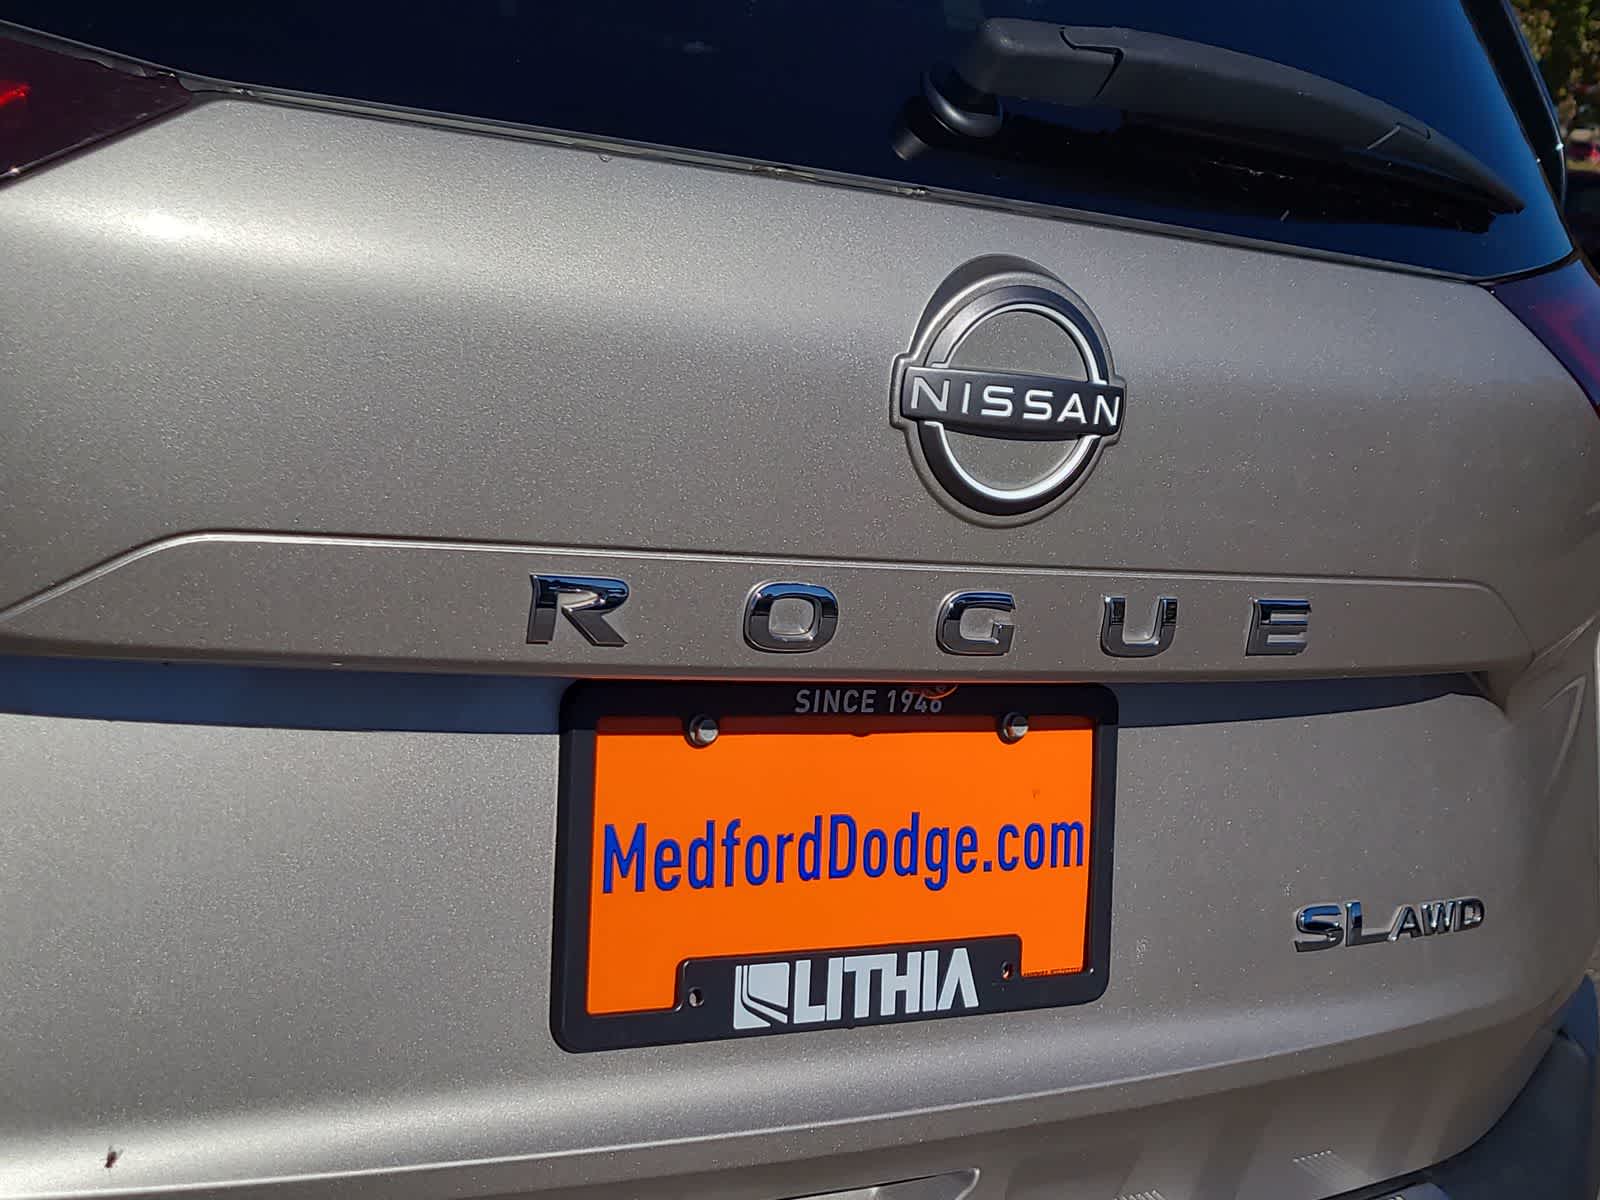 NISSAN
ROGUE
SINCE 1946
MedfordDodge.com
SL AWD
LITHIA